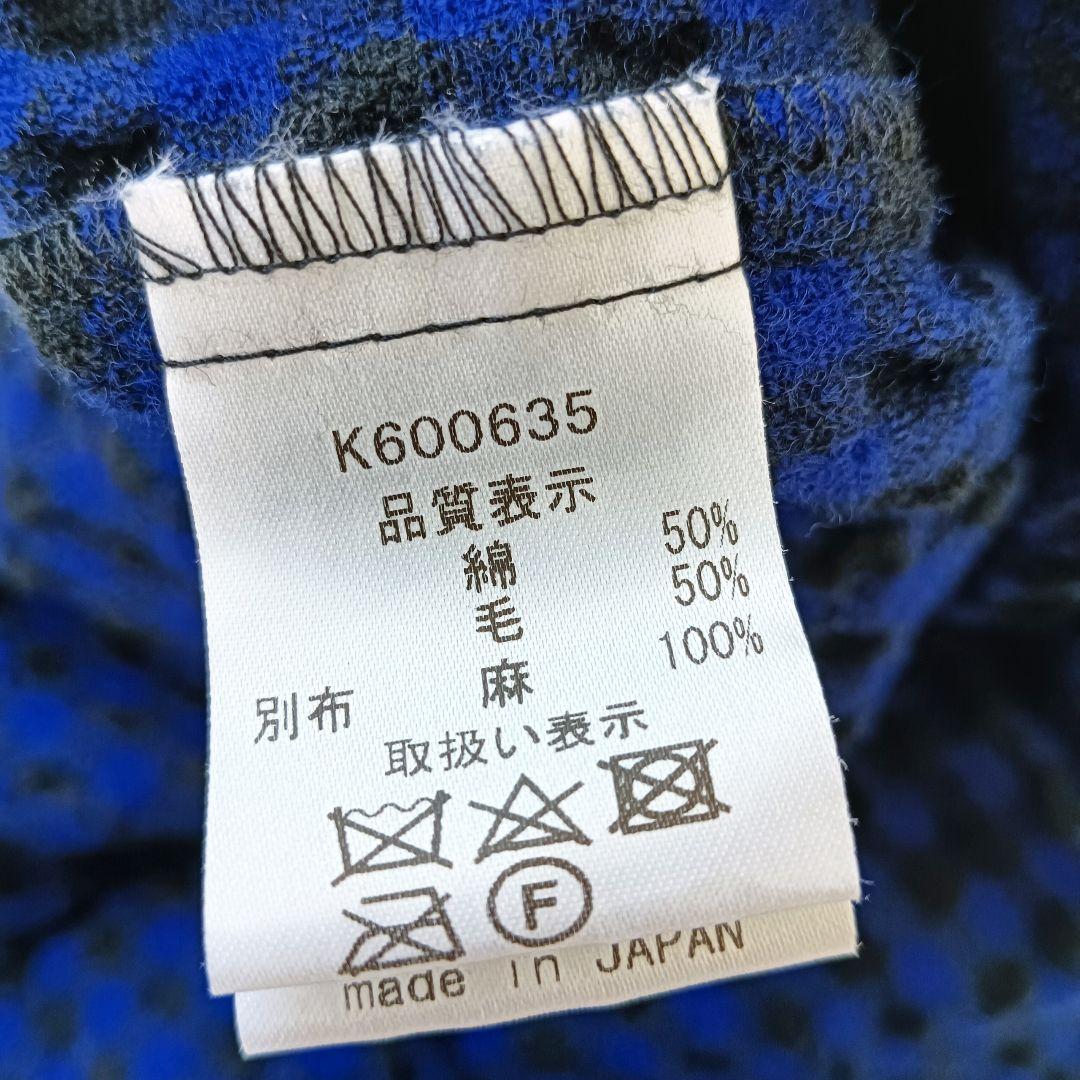 K600635
品質表示
綿 50%
毛 50%
別布 麻 100%
取扱い表示
F
made in JAPAN